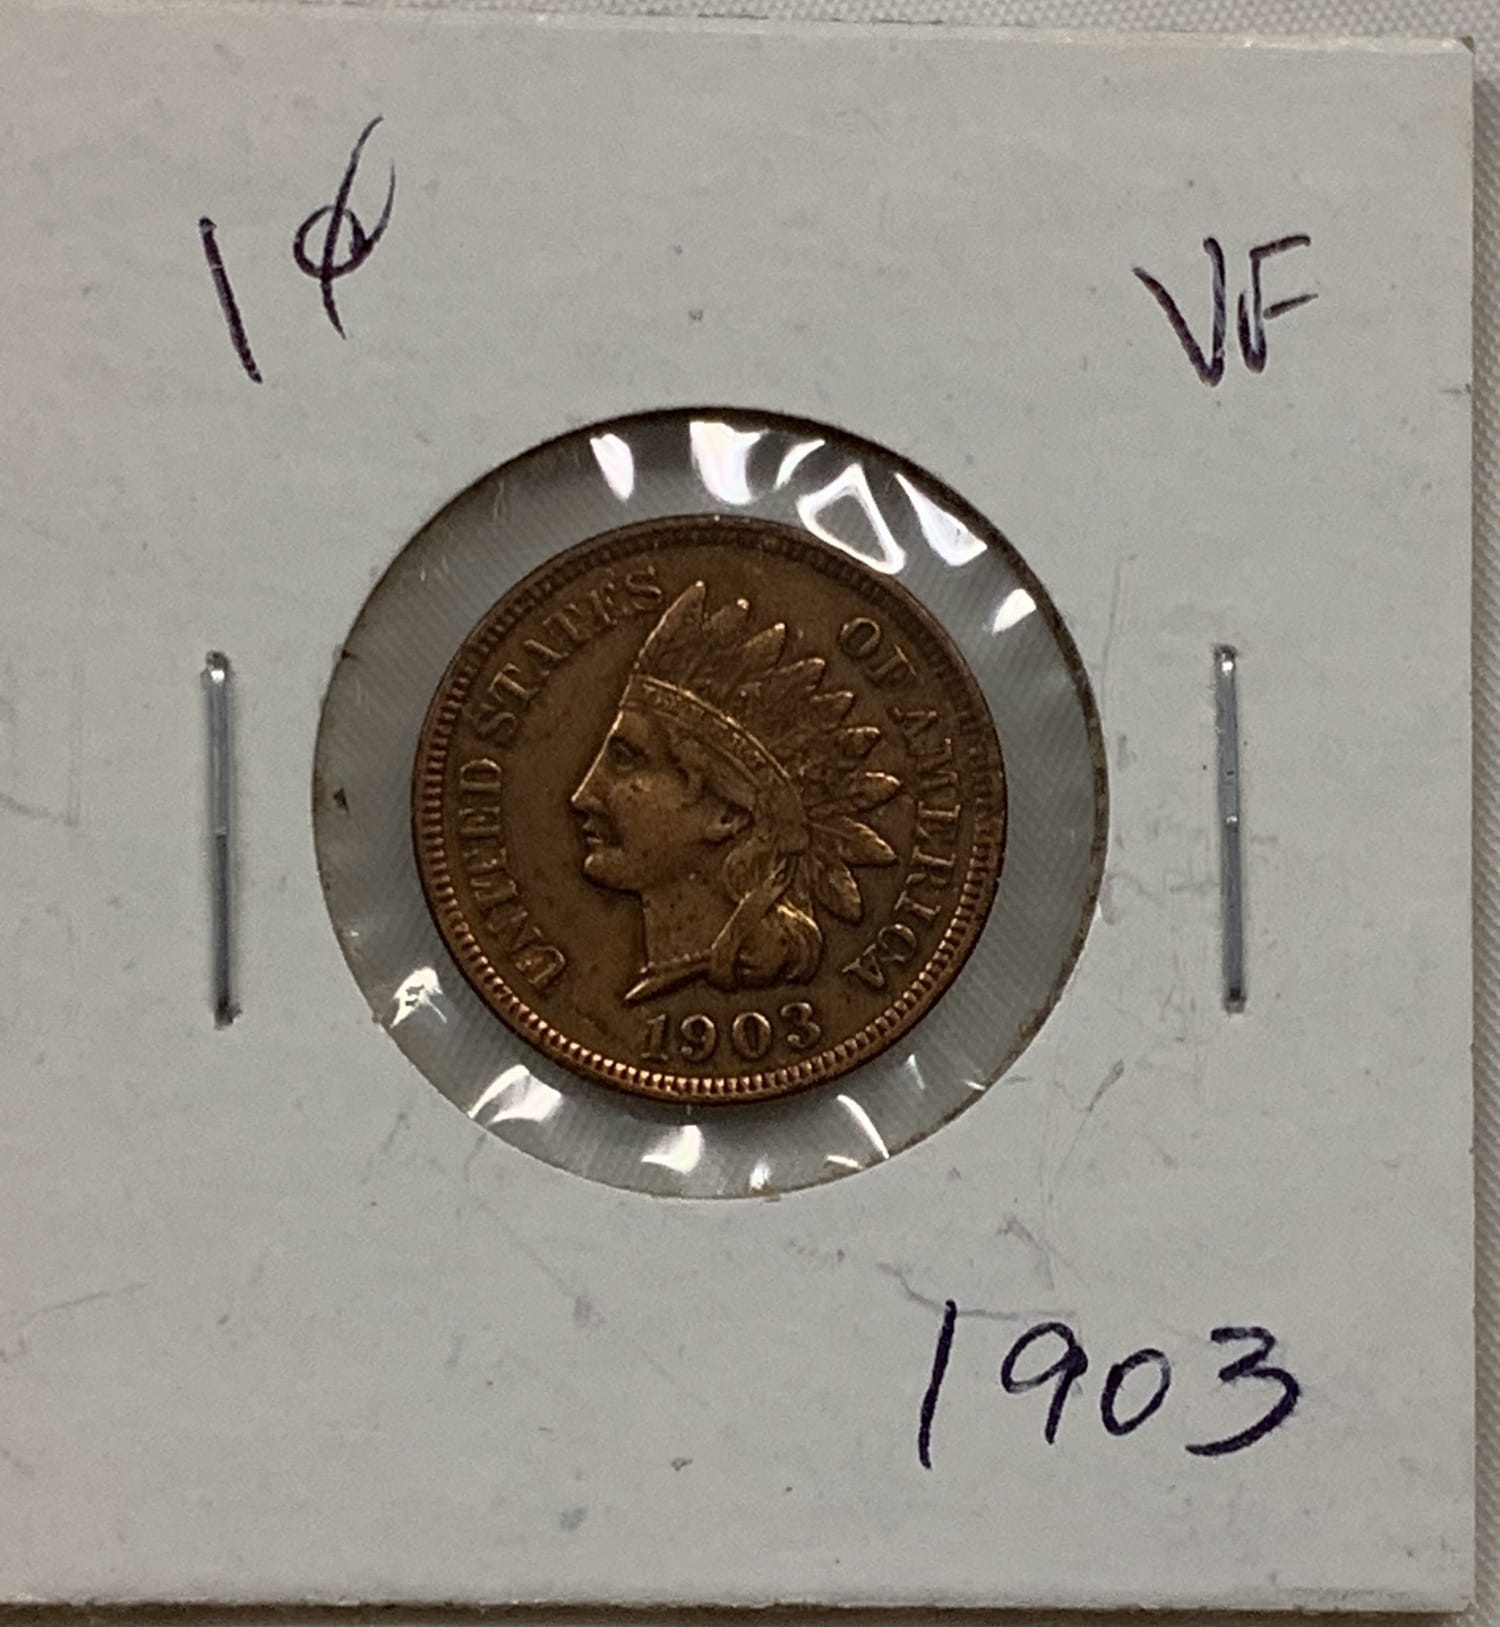 1¢
VF
UNITED STATES OF AMERICA
1903
1903